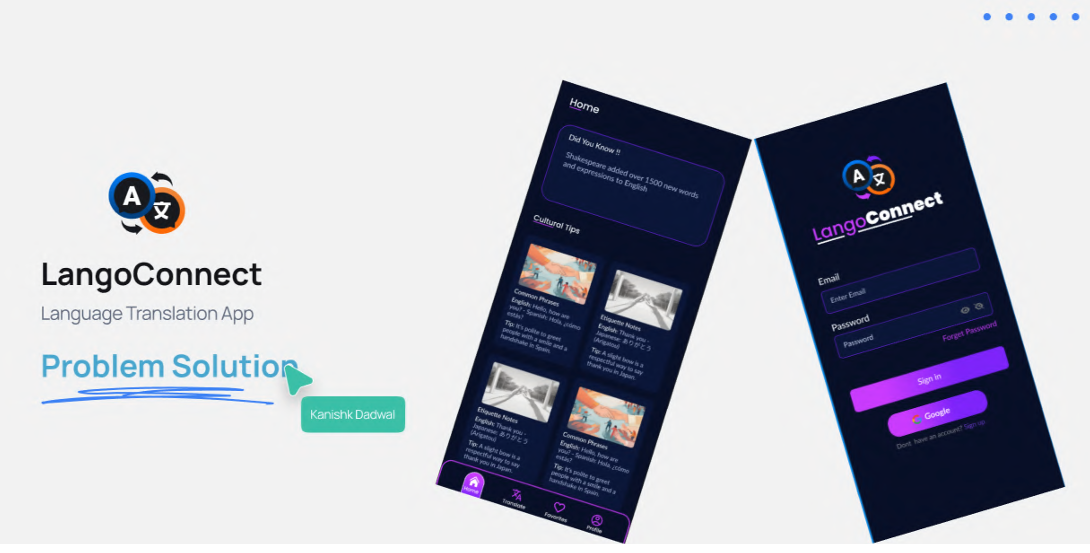 A 文
LangoConnect
Language Translation App
Problem Solution
Kanishk Dadwal
Home
Did You Know !!
Shakespeare added over 1500 new words
and expressions to English
Cultural Tips
Common Phrases
English: Hello, how are
you? - Spanish: Hola, ¿cómo
estás?
Tip: It's polite to greet
people with a smile and a
handshake in Spain.
Etiquette Notes
English: Thank you -
Japanese: ありがとう
(Arigatou)
Tip: A slight bow is a
respectful way to say
thank you in Japan.
Etiquette Notes
English: Thank you -
Japanese: ありがとう
(Arigatou)
Tip: A slight bow is a
respectful way to say
thank you in Japan.
Common Phrases
English: Hello, how are
you? - Spanish: Hola, ¿cómo
estás?
Tip: It's polite to greet
people with a smile and a
handshake in Spain.
Home
Translate
Favorites
Profile
A 文
LangoConnect
Email
Enter Email
Password
Password
Forget Password
Sign in
Google
Dont have an account? Sign up